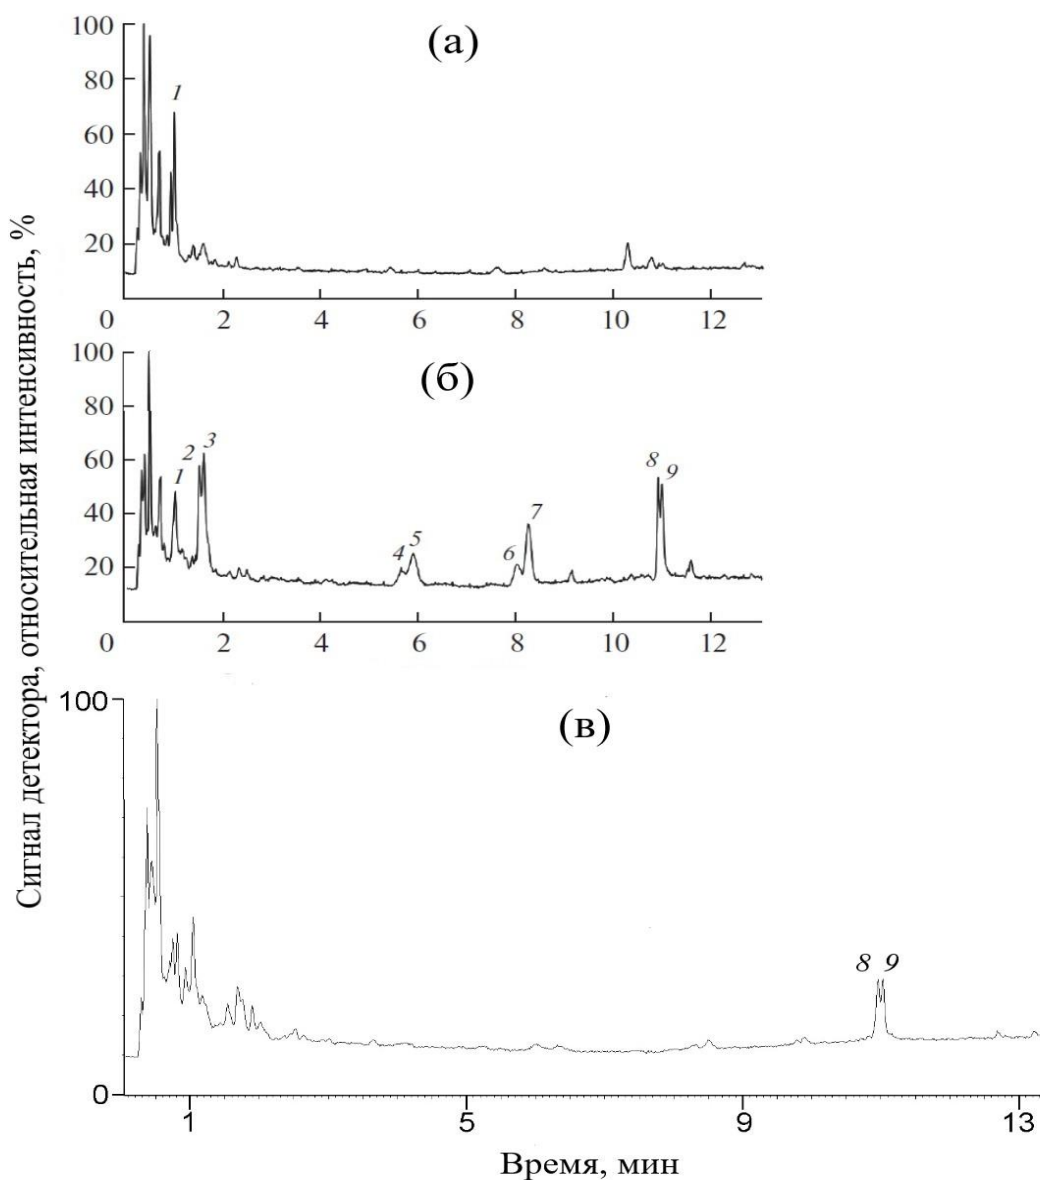 Сигнал детектора, относительная интенсивность, %
(а)
100
80
60
40
20
1
0 2 4 6 8 10 12
(б)
100
80
60
40
20
1 2 3 4 5 6 7 8 9
0 2 4 6 8 10 12
(в)
100
8 9
0
1 5 9 13
Время, мин